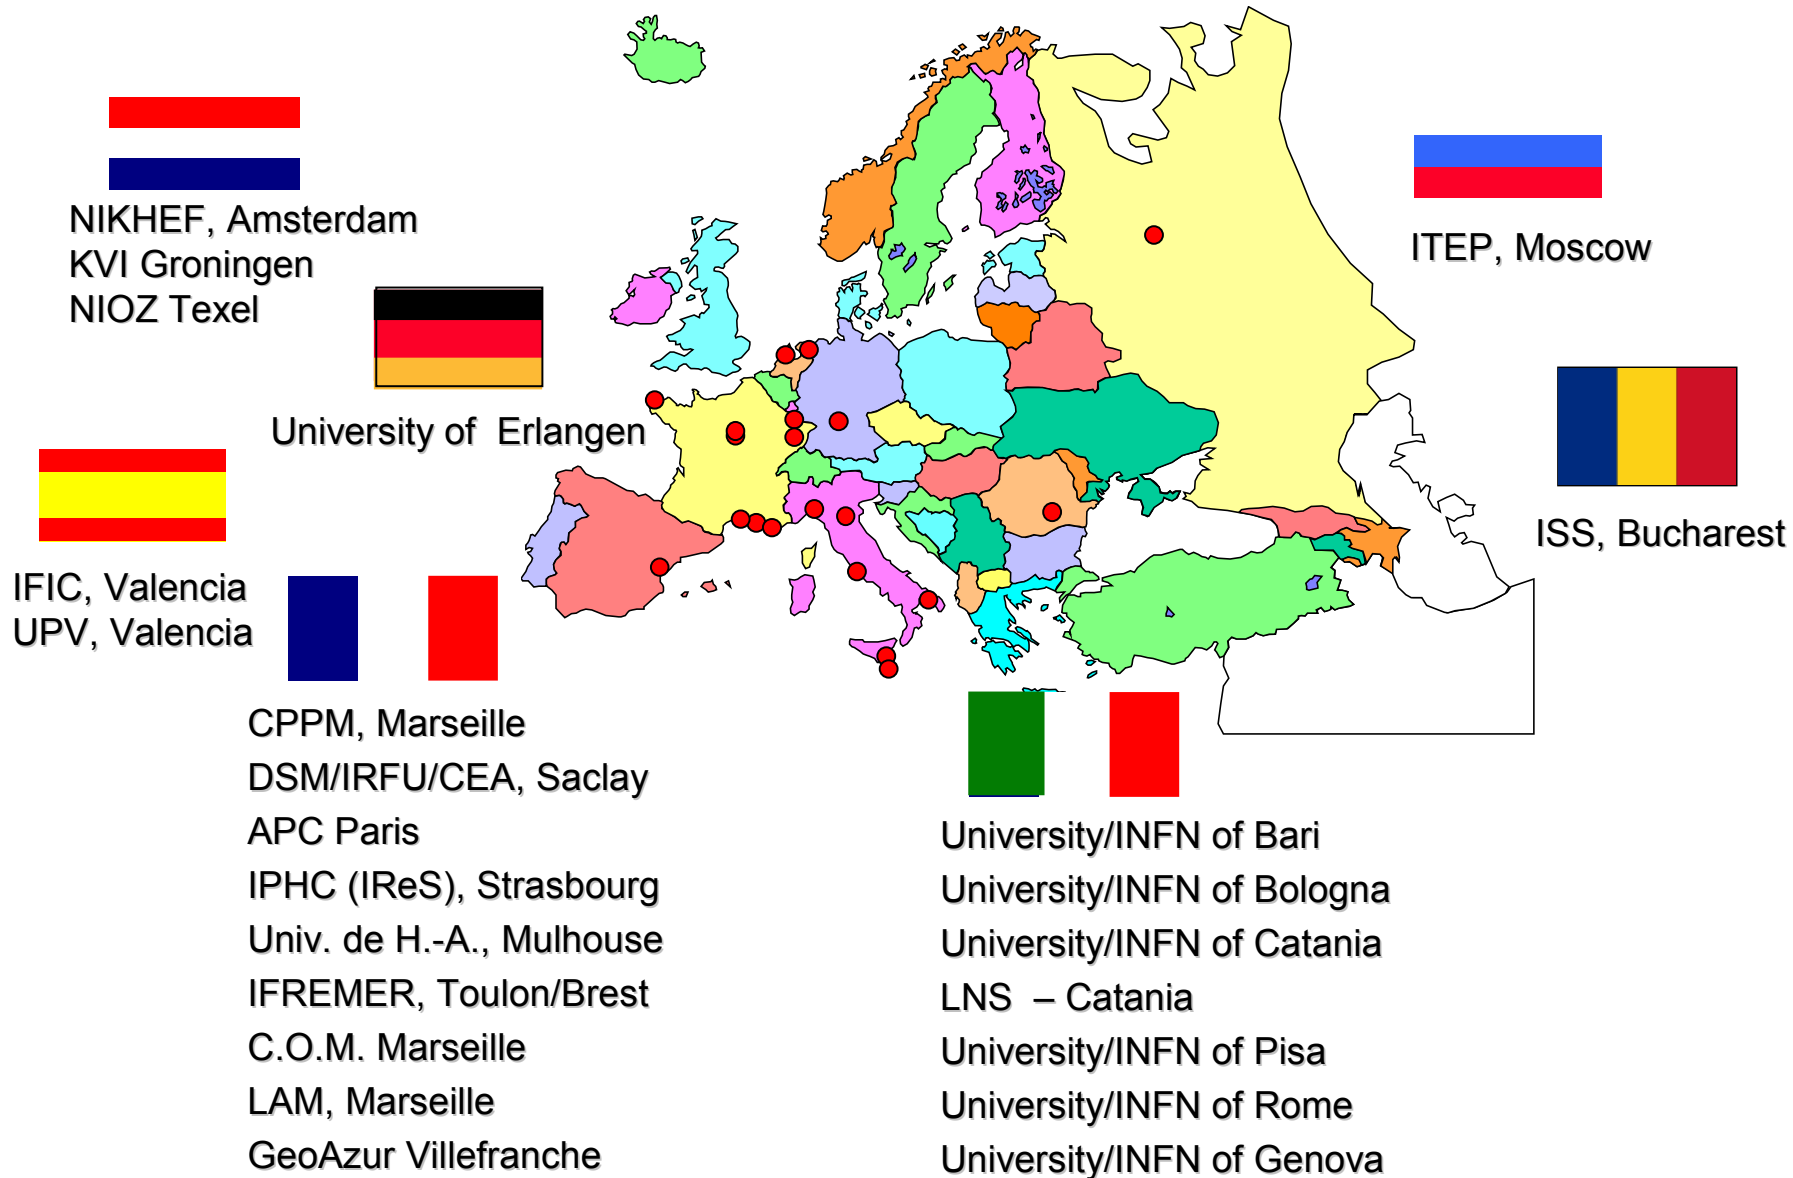 NIKHEF, Amsterdam
KVI Groningen
NIOZ Texel
University of  Erlangen
IFIC, Valencia
UPV, Valencia
ITEP, Moscow
ISS, Bucharest
CPPM, Marseille
DSM/IRFU/CEA, Saclay
APC Paris
IPHC (IReS), Strasbourg
Univ. de H.-A., Mulhouse
IFREMER, Toulon/Brest
C.O.M. Marseille
LAM, Marseille
GeoAzur Villefranche
University/INFN of Bari
University/INFN of Bologna
University/INFN of Catania
LNS  – Catania
University/INFN of Pisa
University/INFN of Rome
University/INFN of Genova